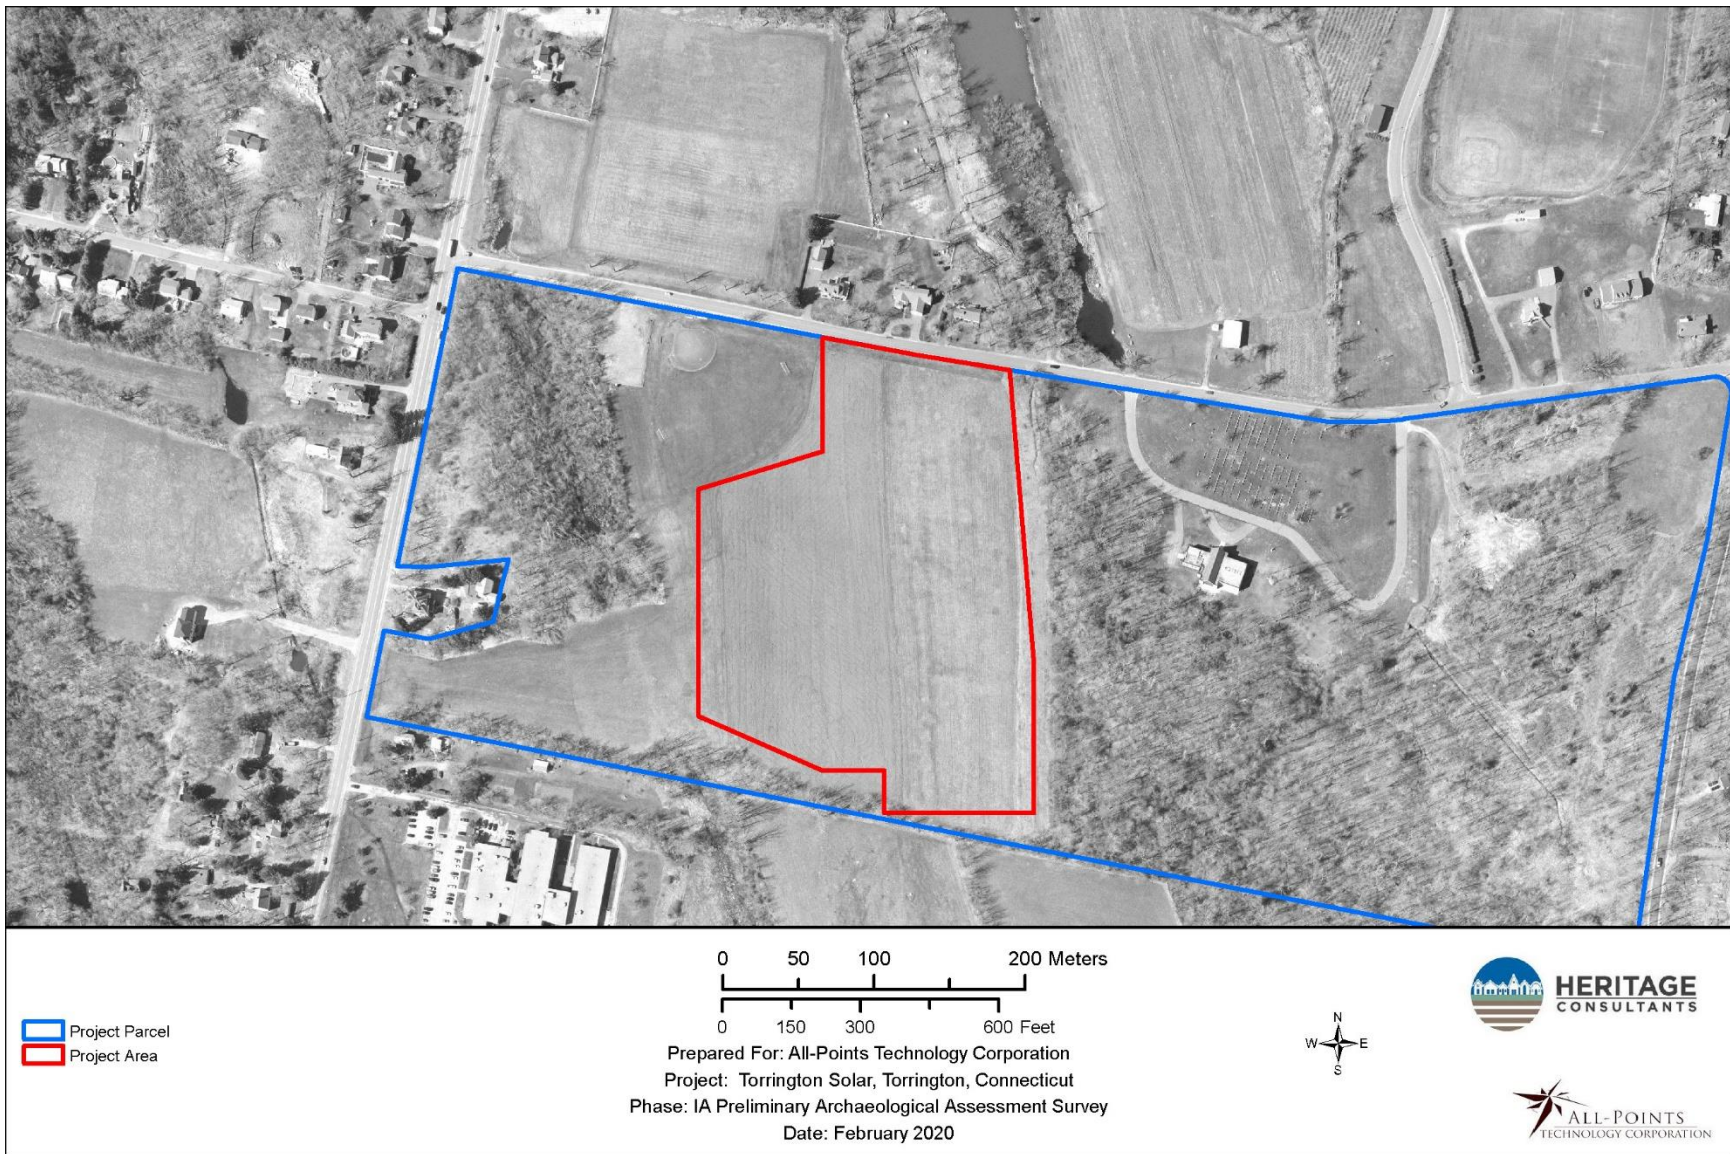 0 50 100 200 Meters
0 150 300 600 Feet
Project Parcel
Project Area
Prepared For: All-Points Technology Corporation
Project: Torrington Solar, Torrington, Connecticut
Phase: IA Preliminary Archaeological Assessment Survey
Date: February 2020
N
W E
S
HERITAGE
CONSULTANTS
ALL-POINTS
TECHNOLOGY CORPORATION